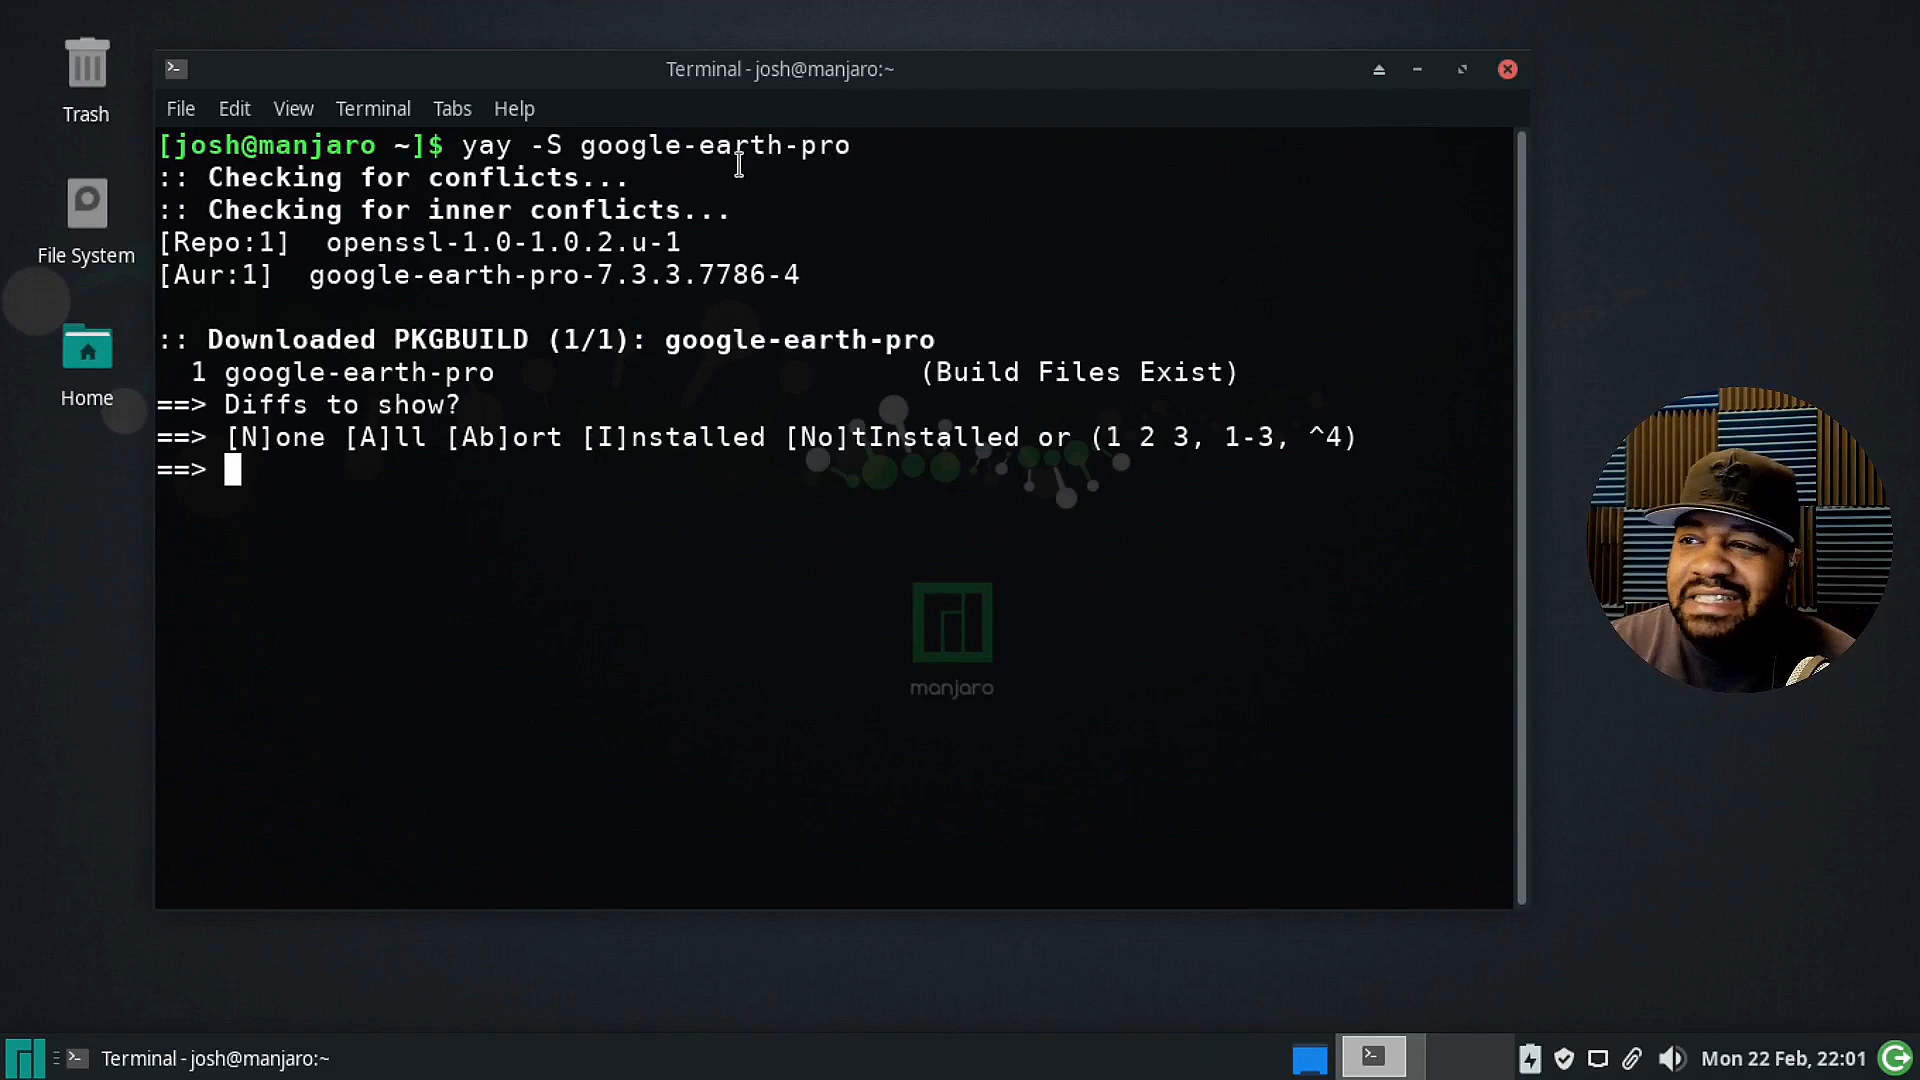 Trash
File System
Home
Terminal - josh@manjaro:~
File Edit View Terminal Tabs Help
[josh@manjaro ~]$ yay -S google-earth-pro
:: Checking for conflicts...
:: Checking for inner conflicts...
[Repo:1]  openssl-1.0-1.0.2.u-1
[Aur:1]  google-earth-pro-7.3.3.7786-4
:: Downloaded PKGBUILD (1/1): google-earth-pro
  1 google-earth-pro                         (Build Files Exist)
==> Diffs to show?
==> [N]one [A]ll [Ab]ort [I]nstalled [No]tInstalled or (1 2 3, 1-3, ^4)
==>
manjaro
Terminal - josh@manjaro:~
Mon 22 Feb, 22:01